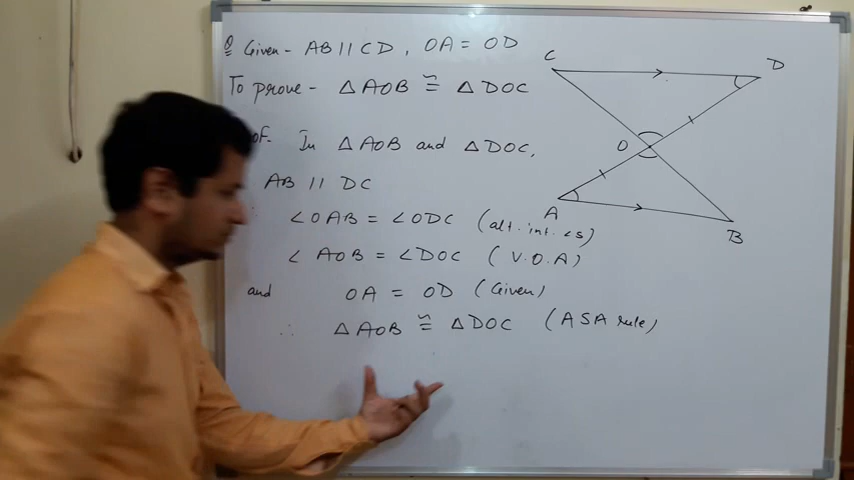 Q Given - AB || CD, OA = OD
To prove - △AOB ≅ △DOC
of. In △AOB and △DOC,
AB || DC
∠OAB = ∠ODC (alt. int. ∠s)
∠AOB = ∠DOC (V.O.A)
and OA = OD (Given)
∴ △AOB ≅ △DOC (ASA rule)
C
D
O
A
B